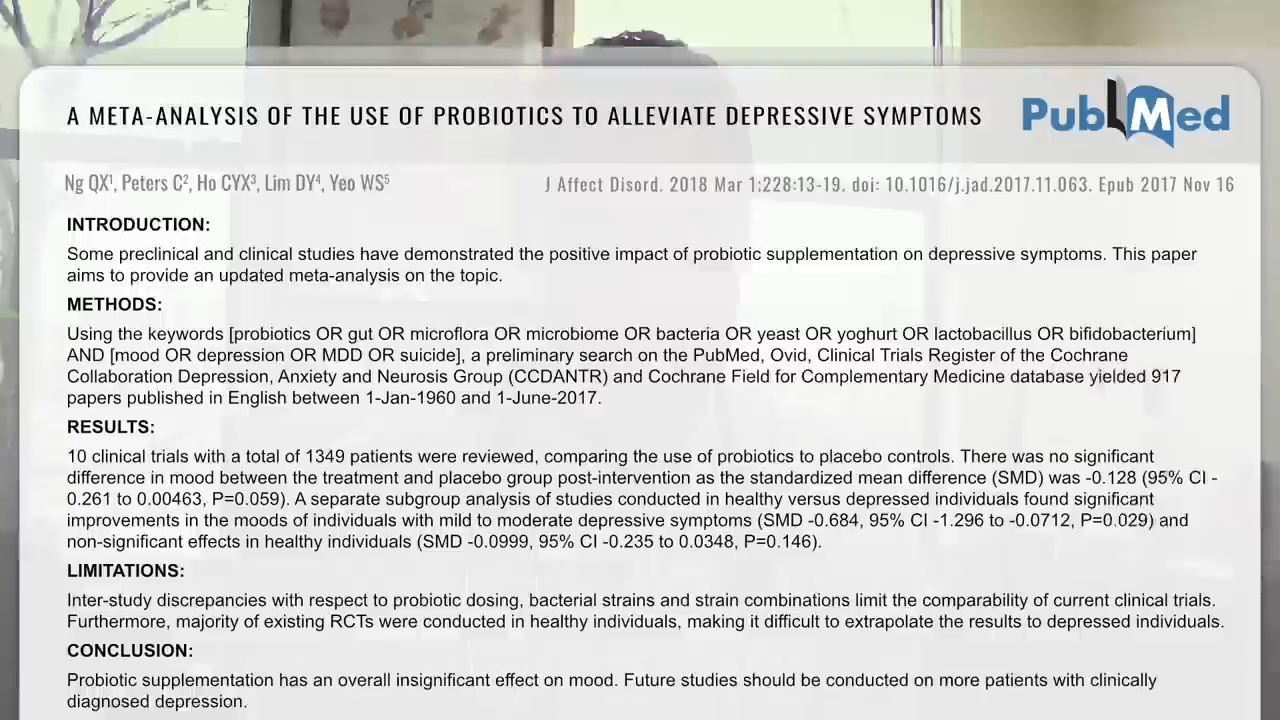 A META-ANALYSIS OF THE USE OF PROBIOTICS TO ALLEVIATE DEPRESSIVE SYMPTOMS
PubMed
Ng QX¹, Peters C², Ho CYX³, Lim DY⁴, Yeo WS⁵
J Affect Disord. 2018 Mar 1;228:13-19. doi: 10.1016/j.jad.2017.11.063. Epub 2017 Nov 16
INTRODUCTION:
Some preclinical and clinical studies have demonstrated the positive impact of probiotic supplementation on depressive symptoms. This paper
aims to provide an updated meta-analysis on the topic.
METHODS:
Using the keywords [probiotics OR gut OR microflora OR microbiome OR bacteria OR yeast OR yoghurt OR lactobacillus OR bifidobacterium]
AND [mood OR depression OR MDD OR suicide], a preliminary search on the PubMed, Ovid, Clinical Trials Register of the Cochrane
Collaboration Depression, Anxiety and Neurosis Group (CCDANTR) and Cochrane Field for Complementary Medicine database yielded 917
papers published in English between 1-Jan-1960 and 1-June-2017.
RESULTS:
10 clinical trials with a total of 1349 patients were reviewed, comparing the use of probiotics to placebo controls. There was no significant
difference in mood between the treatment and placebo group post-intervention as the standardized mean difference (SMD) was -0.128 (95% CI -
0.261 to 0.00463, P=0.059). A separate subgroup analysis of studies conducted in healthy versus depressed individuals found significant
improvements in the moods of individuals with mild to moderate depressive symptoms (SMD -0.684, 95% CI -1.296 to -0.0712, P=0.029) and
non-significant effects in healthy individuals (SMD -0.0999, 95% CI -0.235 to 0.0348, P=0.146).
LIMITATIONS:
Inter-study discrepancies with respect to probiotic dosing, bacterial strains and strain combinations limit the comparability of current clinical trials.
Furthermore, majority of existing RCTs were conducted in healthy individuals, making it difficult to extrapolate the results to depressed individuals.
CONCLUSION:
Probiotic supplementation has an overall insignificant effect on mood. Future studies should be conducted on more patients with clinically
diagnosed depression.